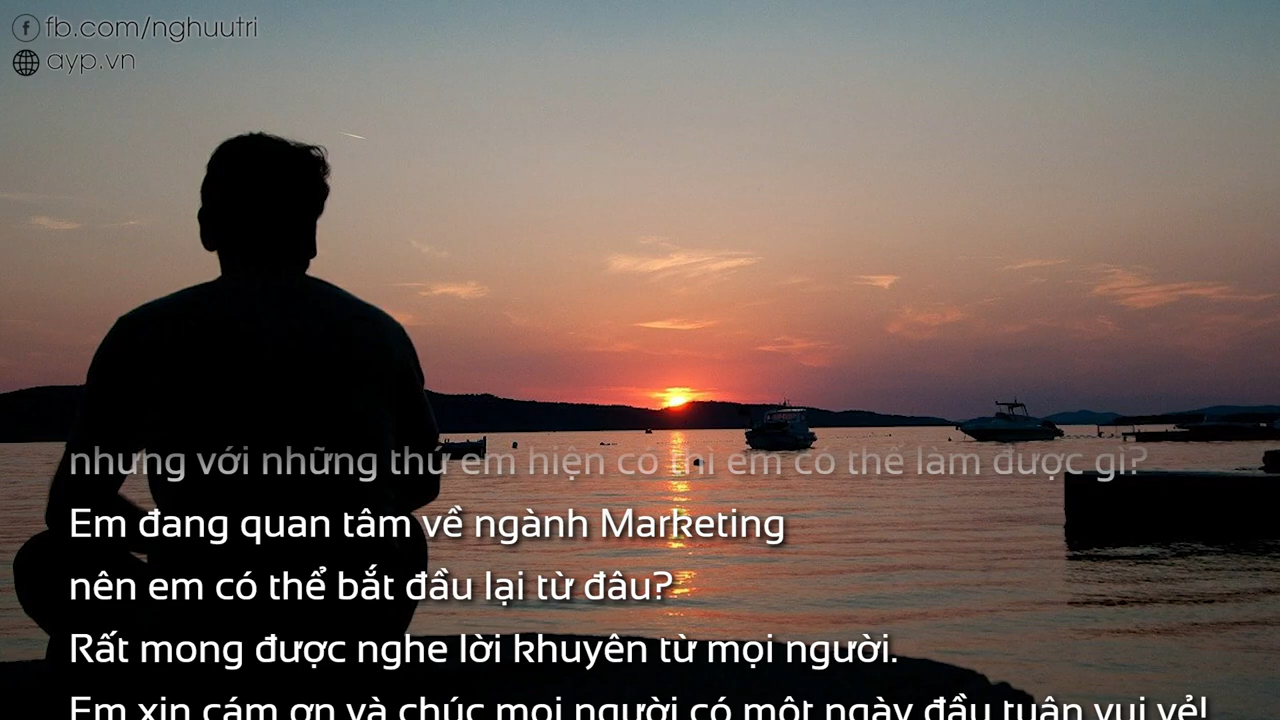 fb.com/nghuutri
ayp.vn
nhưng với những thứ em hiện có thì em có thể làm được gì?
Em đang quan tâm về ngành Marketing
nên em có thể bắt đầu lại từ đâu?
Rất mong được nghe lời khuyên từ mọi người.
Em xin cám ơn và chúc mọi người có một ngày đầu tuần vui vẻ!